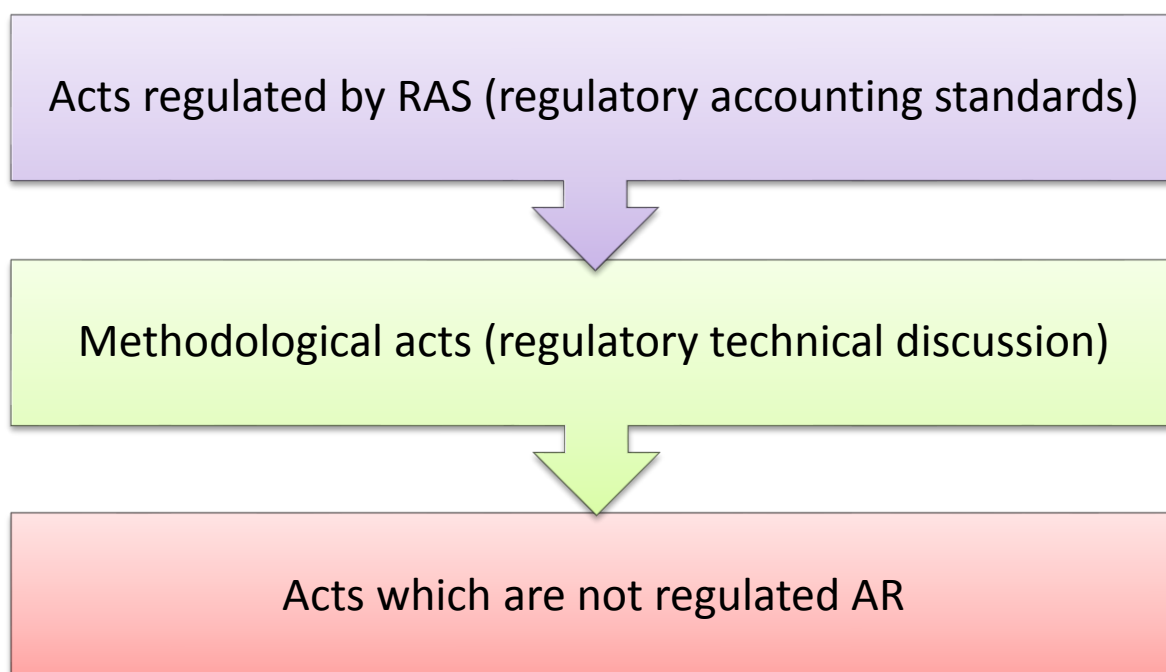 Acts regulated by RAS (regulatory accounting standards)
Methodological acts (regulatory technical discussion)
Acts which are not regulated AR